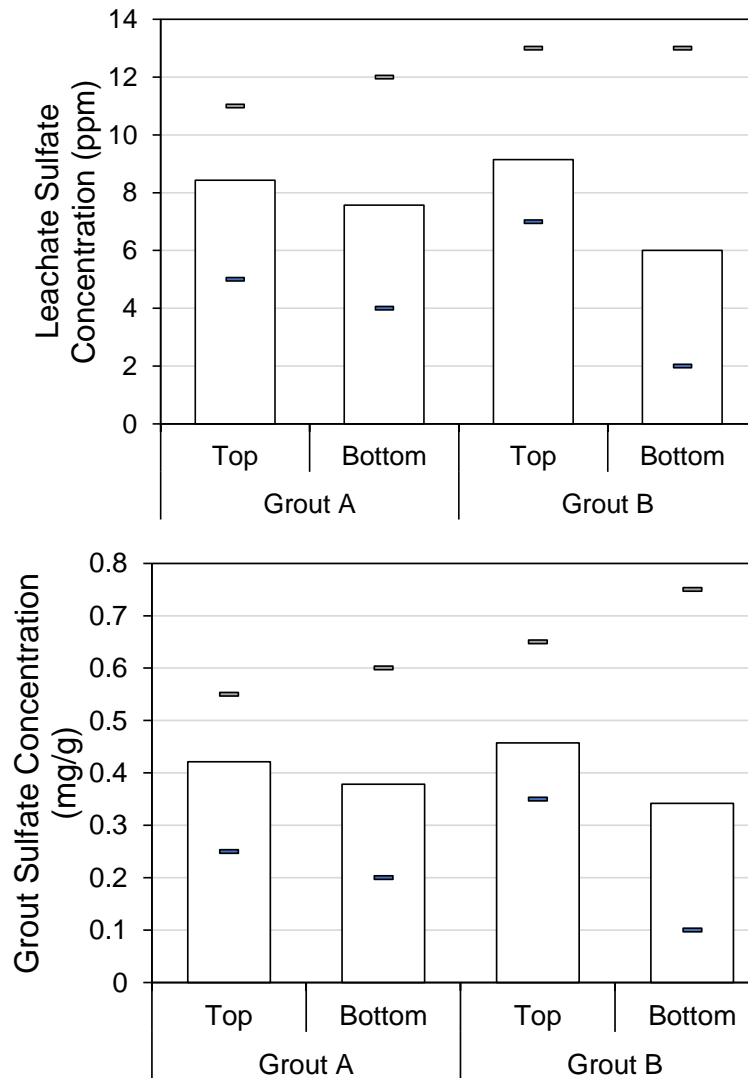 Leachate Sulfate
Concentration (ppm)
14
12
10
8
6
4
2
0
Top Bottom Top Bottom
Grout A Grout B
Grout Sulfate Concentration
(mg/g)
0.8
0.7
0.6
0.5
0.4
0.3
0.2
0.1
0
Top Bottom Top Bottom
Grout A Grout B